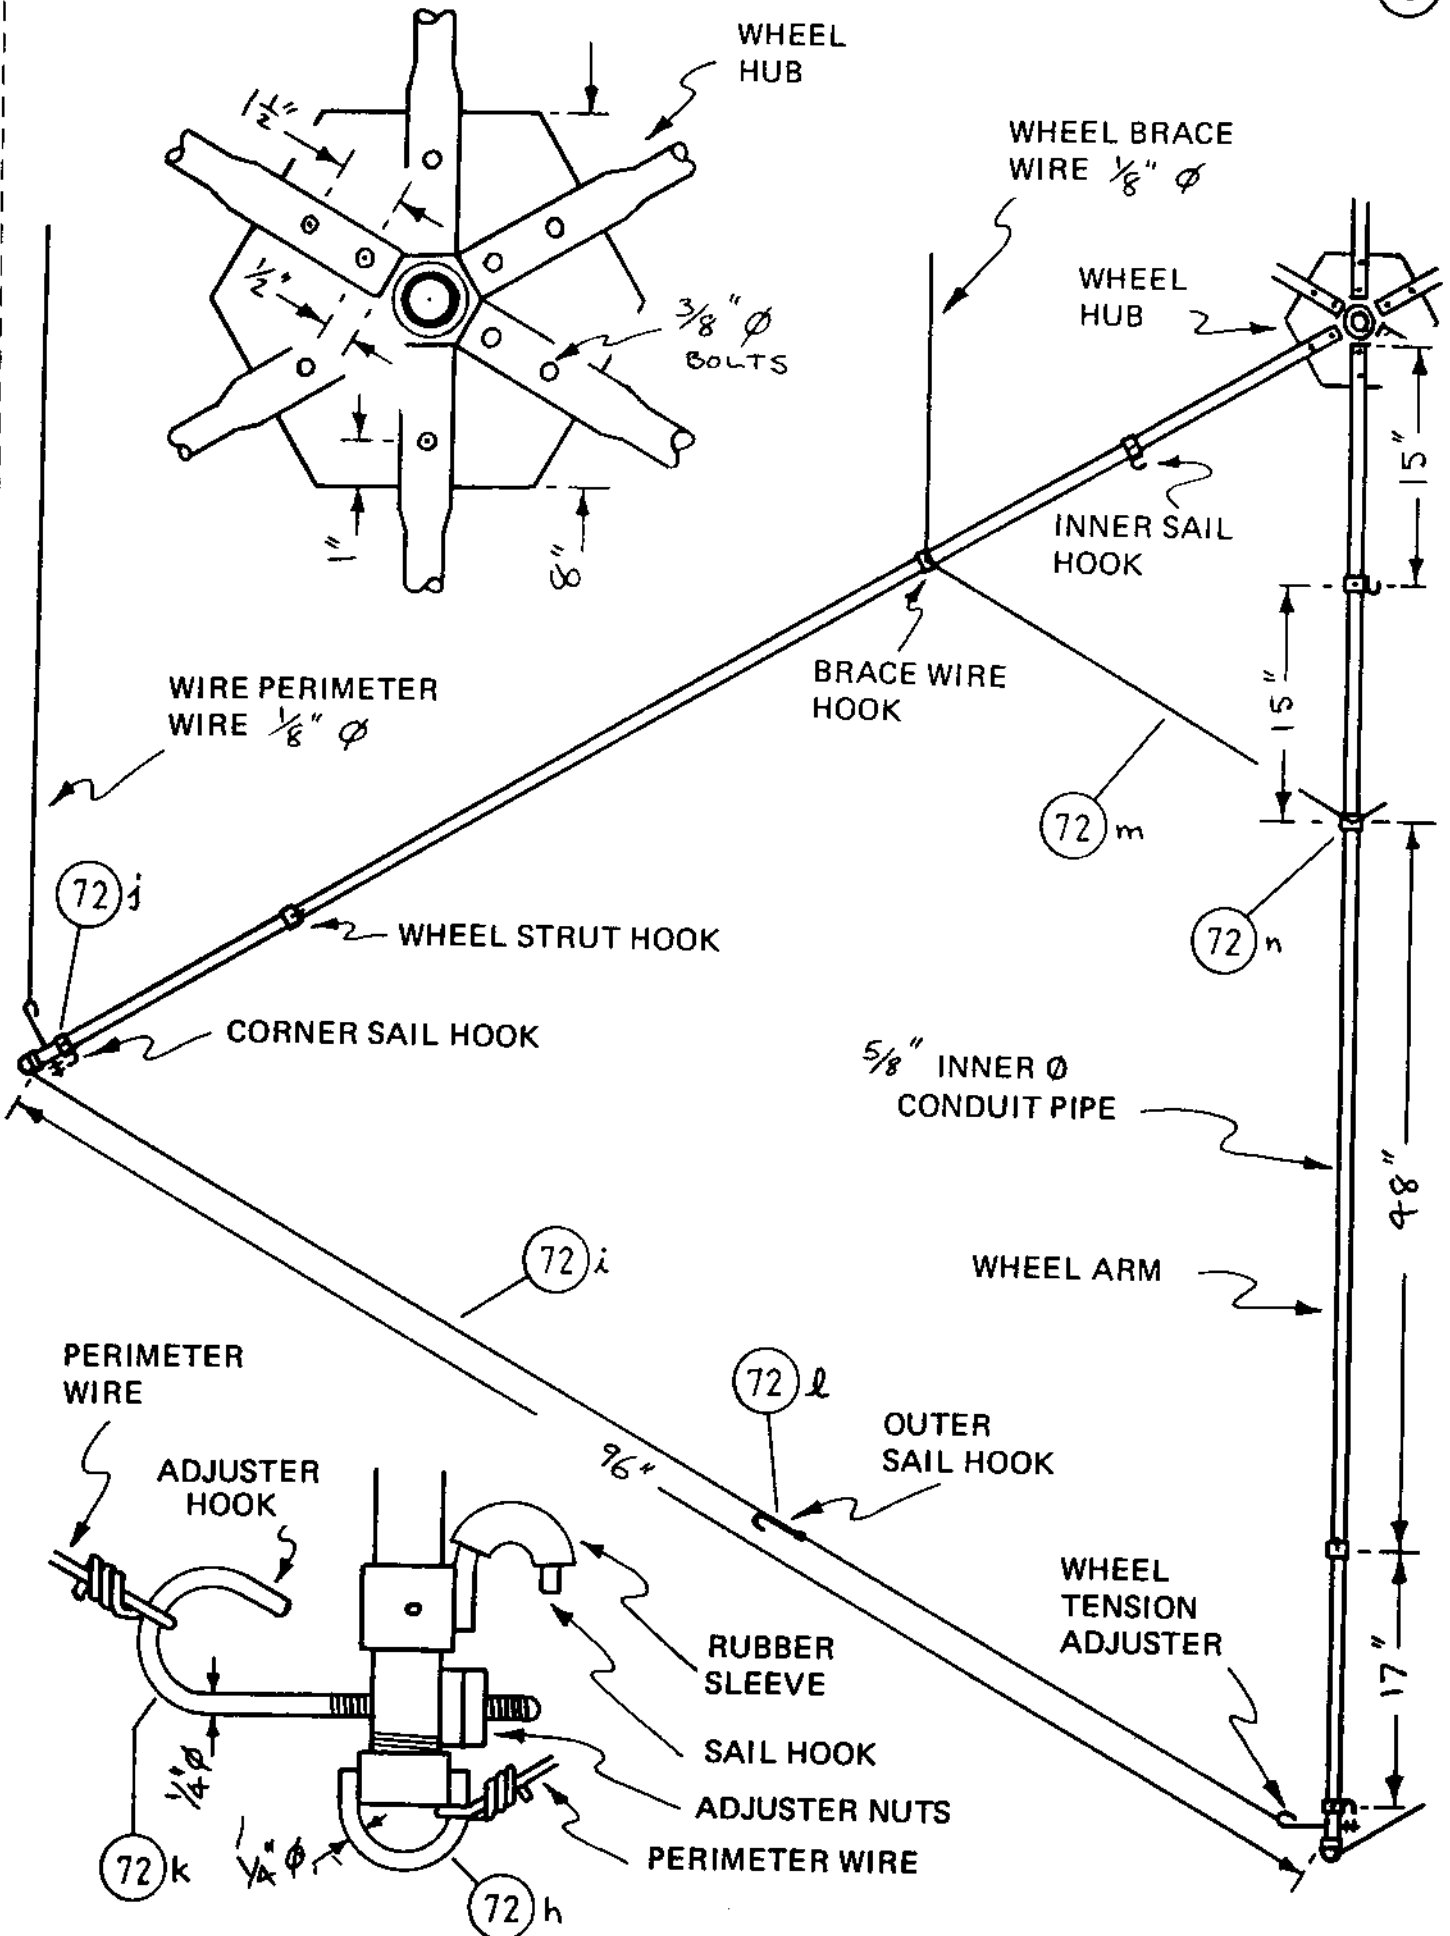 WHEEL
HUB
1½"
WHEEL BRACE
WIRE ⅛" Ø
½"
3/8" Ø
BOLTS
WHEEL
HUB
1"
8"
15"
INNER SAIL
HOOK
BRACE WIRE
HOOK
15"
WIRE PERIMETER
WIRE ⅛" Ø
72 m
72 j
WHEEL STRUT HOOK
72 n
CORNER SAIL HOOK
5/8" INNER Ø
CONDUIT PIPE
48"
72 i
WHEEL ARM
PERIMETER
WIRE
72 l
OUTER
SAIL HOOK
ADJUSTER
HOOK
96"
WHEEL
TENSION
ADJUSTER
RUBBER
SLEEVE
17"
SAIL HOOK
¼" Ø
ADJUSTER NUTS
72 k
¼" Ø
PERIMETER WIRE
72 h